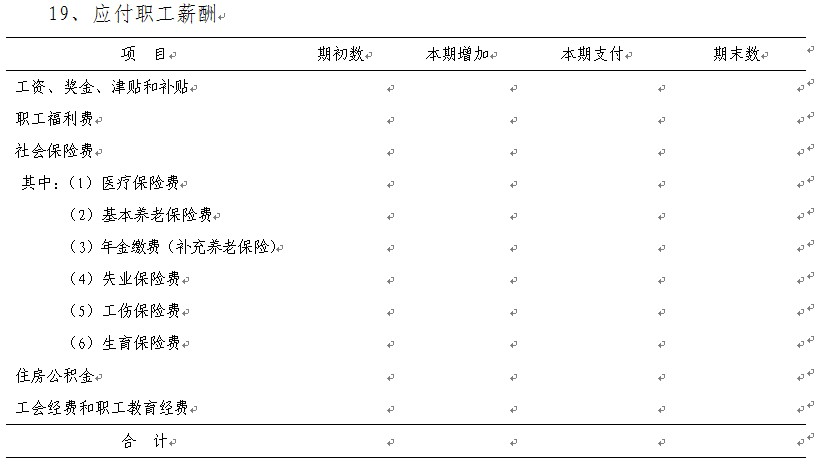 19、应付职工薪酬
项 目 期初数 本期增加 本期支付 期末数
工资、奖金、津贴和补贴
职工福利费
社会保险费
其中:（1）医疗保险费
（2）基本养老保险费
（3）年金缴费（补充养老保险）
（4）失业保险费
（5）工伤保险费
（6）生育保险费
住房公积金
工会经费和职工教育经费
合 计